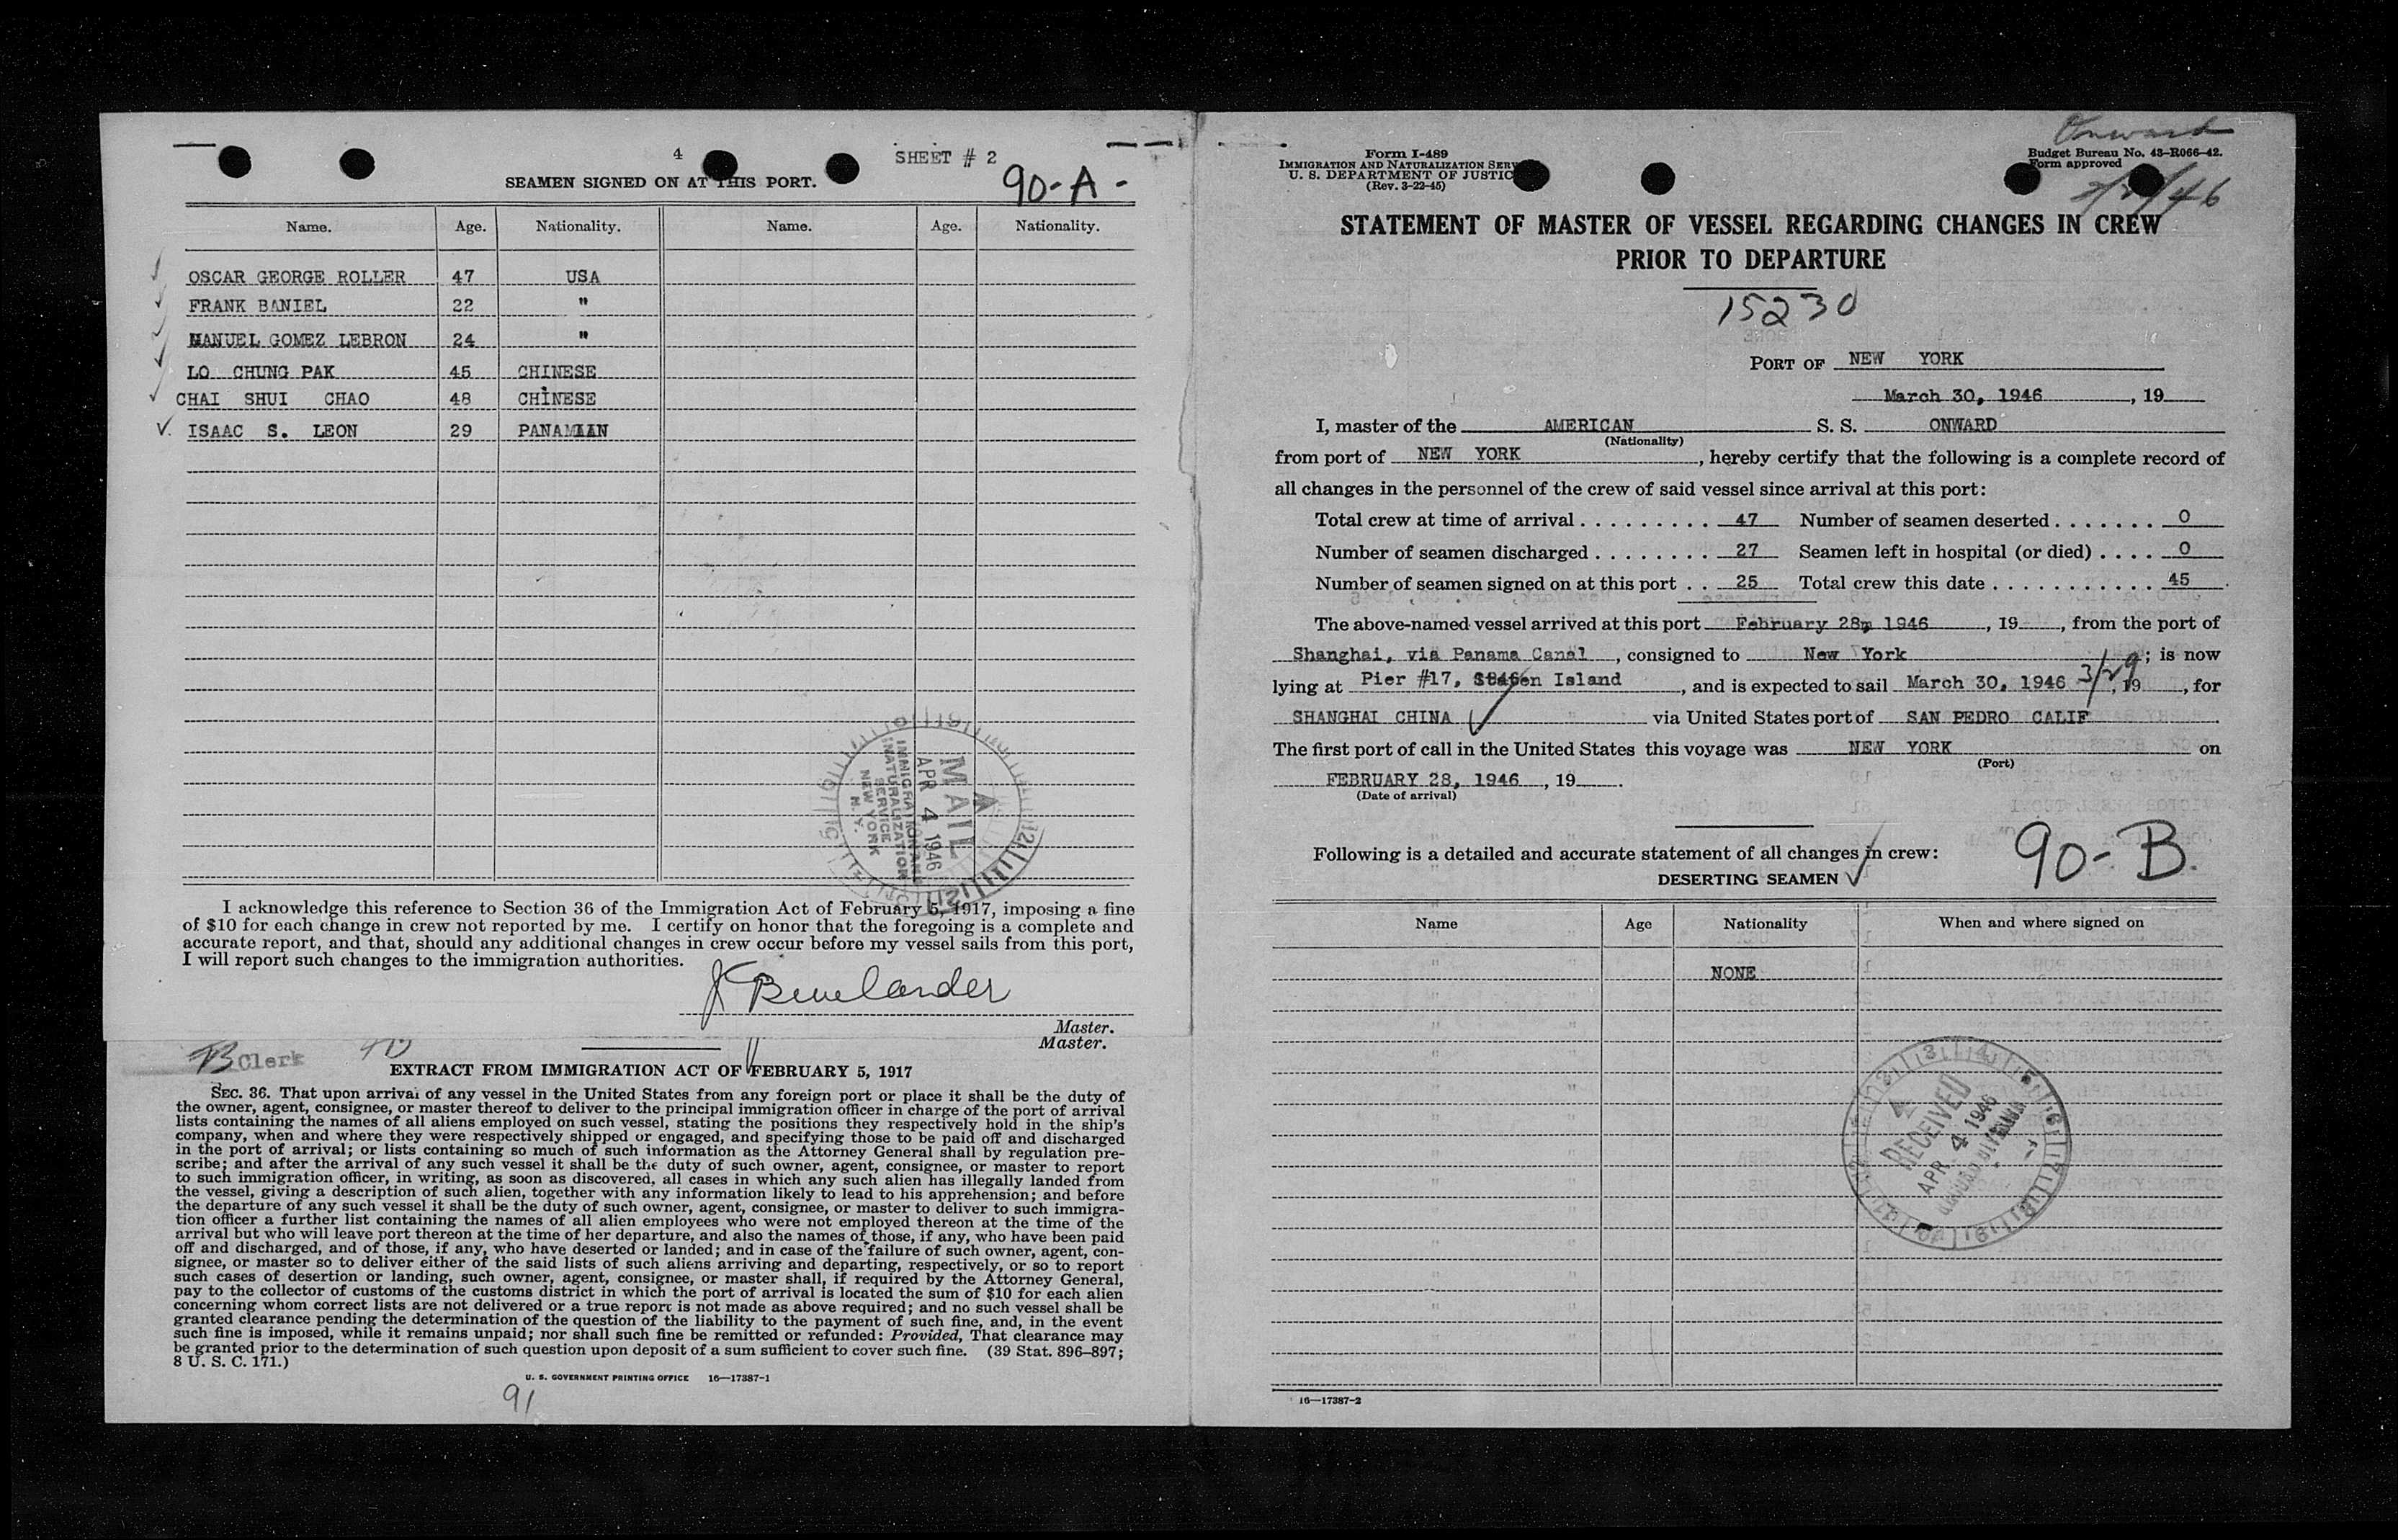 4
SHEET # 2
SEAMEN SIGNED ON AT THIS PORT.
90-A-
Name. Age. Nationality. Name. Age. Nationality.
OSCAR GEORGE ROLLER 47 USA
FRANK BANIEL 22 "
MANUEL GOMEZ LEBRON 24 "
LO CHUNG PAK 45 CHINESE
CHAI SHUI CHAO 48 CHINESE
ISAAC S. LEON 29 PANAMIAN
MAIL
APR 4 1946
IMMIGRATION AND
NATURALIZATION
SERVICE
NEW YORK
N.Y.
I acknowledge this reference to Section 36 of the Immigration Act of February 5, 1917, imposing a fine
of $10 for each change in crew not reported by me. I certify on honor that the foregoing is a complete and
accurate report, and that, should any additional changes in crew occur before my vessel sails from this port,
I will report such changes to the immigration authorities.
Master.
Master.
Clerk
EXTRACT FROM IMMIGRATION ACT OF FEBRUARY 5, 1917
SEC. 36. That upon arrival of any vessel in the United States from any foreign port or place it shall be the duty of
the owner, agent, consignee, or master thereof to deliver to the principal immigration officer in charge of the port of arrival
lists containing the names of all aliens employed on such vessel, stating the positions they respectively hold in the ship's
company, when and where they were respectively shipped or engaged, and specifying those to be paid off and discharged
in the port of arrival; or lists containing so much of such information as the Attorney General shall by regulation pre-
scribe; and after the arrival of any such vessel it shall be the duty of such owner, agent, consignee, or master to report
to such immigration officer, in writing, as soon as discovered, all cases in which any such alien has illegally landed from
the vessel, giving a description of such alien, together with any information likely to lead to his apprehension; and before
the departure of any such vessel it shall be the duty of such owner, agent, consignee, or master to deliver to such immigra-
tion officer a further list containing the names of all alien employees who were not employed thereon at the time of the
arrival but who will leave port thereon at the time of her departure, and also the names of those, if any, who have been paid
off and discharged, and of those, if any, who have deserted or landed; and in case of the failure of such owner, agent, con-
signee, or master so to deliver either of the said lists of such aliens arriving and departing, respectively, or so to report
such cases of desertion or landing, such owner, agent, consignee, or master shall, if required by the Attorney General,
pay to the collector of customs of the customs district in which the port of arrival is located the sum of $10 for each alien
concerning whom correct lists are not delivered or a true report is not made as above required; and no such vessel shall be
granted clearance pending the determination of the question of the liability to the payment of such fine, and, in the event
such fine is imposed, while it remains unpaid; nor shall such fine be remitted or refunded: Provided, That clearance may
be granted prior to the determination of such question upon deposit of a sum sufficient to cover such fine. (39 Stat. 896–897;
8 U. S. C. 171.)
U. S. GOVERNMENT PRINTING OFFICE 16—17387-1
91
Onward
Form I-489
IMMIGRATION AND NATURALIZATION SERV
U. S. DEPARTMENT OF JUSTIC
(Rev. 3-22-45)
Budget Bureau No. 43-R066-42.
Form approved
STATEMENT OF MASTER OF VESSEL REGARDING CHANGES IN CREW
PRIOR TO DEPARTURE
15230
PORT OF NEW YORK
March 30, 1946, 19
I, master of the AMERICAN S. S. ONWARD
(Nationality)
from port of NEW YORK, hereby certify that the following is a complete record of
all changes in the personnel of the crew of said vessel since arrival at this port:
Total crew at time of arrival . . . . . . . . . 47 Number of seamen deserted . . . . . . . 0
Number of seamen discharged . . . . . . . . 27 Seamen left in hospital (or died) . . . . 0
Number of seamen signed on at this port . . 25 Total crew this date . . . . . . . . . . . . 45
The above-named vessel arrived at this port February 28, 1946, 19, from the port of
Shanghai, via Panama Canal, consigned to New York; is now
lying at Pier #17, Staten Island, and is expected to sail March 30, 1946 3/29, 19, for
SHANGHAI CHINA via United States port of SAN PEDRO CALIF.
The first port of call in the United States this voyage was NEW YORK on
(Port)
FEBRUARY 28, 1946, 19.
(Date of arrival)
Following is a detailed and accurate statement of all changes in crew:
90-B.
DESERTING SEAMEN
Name Age Nationality When and where signed on
NONE
RECEIVED
APR 4 1946
16—17387-2